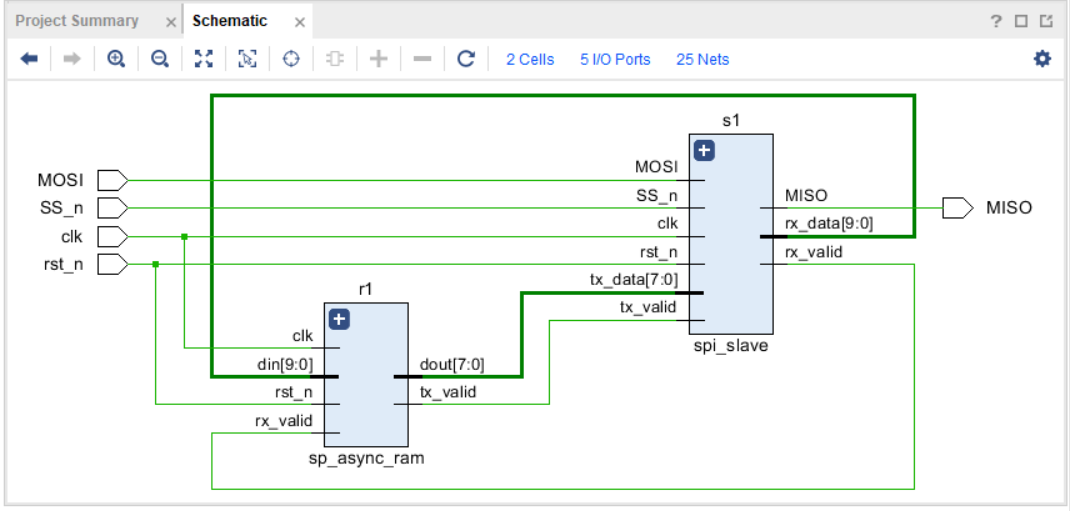 Project Summary × Schematic × ?
2 Cells 5 I/O Ports 25 Nets
s1
MOSI
SS_n
clk
rst_n
MOSI
SS_n
clk
rst_n
tx_data[7:0]
tx_valid
MISO
rx_data[9:0]
rx_valid
MISO
spi_slave
r1
clk
din[9:0]
rst_n
rx_valid
dout[7:0]
tx_valid
sp_async_ram